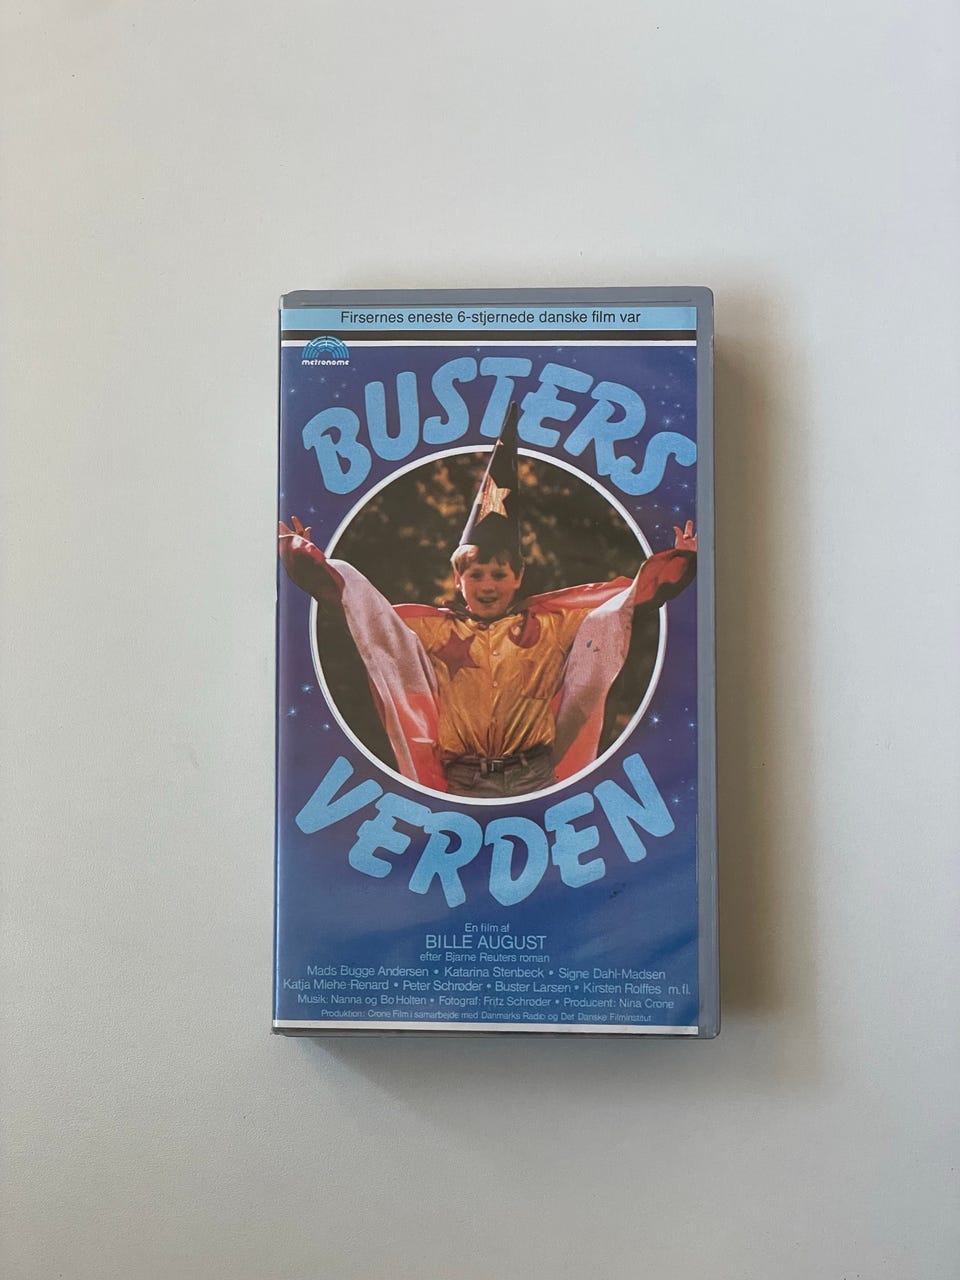 Firsernes eneste 6-stjernede danske film var
metronome
BUSTERS
VERDEN
En film af
BILLE AUGUST
efter Bjarne Reuters roman
Mads Bugge Andersen • Katarina Stenbeck • Signe Dahl-Madsen
Katja Miehe-Renard • Peter Schrøder • Buster Larsen • Kirsten Rolffes m.fl.
Musik: Nanna og Bo Holten • Fotograf: Fritz Schrøder • Producent: Nina Crone
Produktion: Crone Film i samarbejde med Danmarks Radio og Det Danske Filminstitut